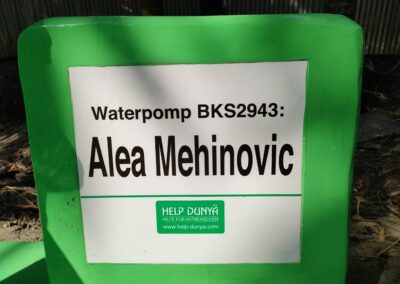 Waterpomp BKS2943:
Alea Mehinovic
HELP DUNYA
HILFE FÜR MITMENSCHEN
www.help-dunya.com